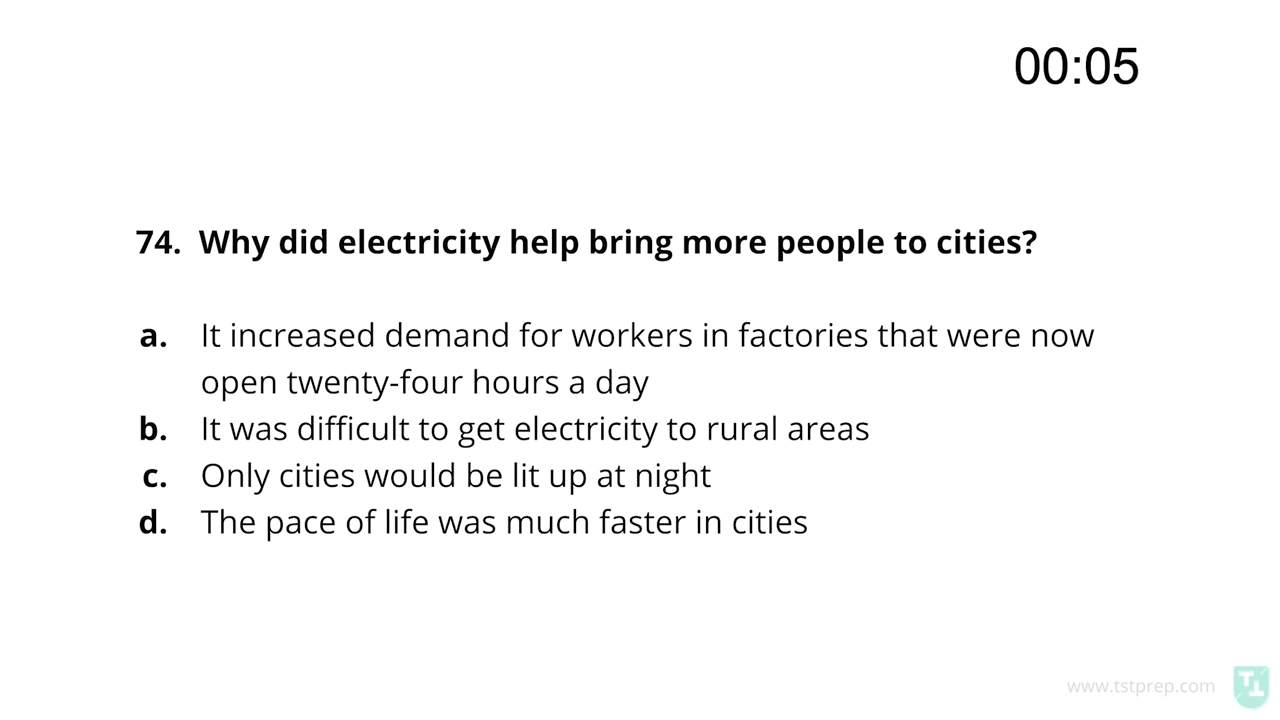 00:05
74. Why did electricity help bring more people to cities?
a. It increased demand for workers in factories that were now
open twenty-four hours a day
b. It was difficult to get electricity to rural areas
c. Only cities would be lit up at night
d. The pace of life was much faster in cities
www.tstprep.com